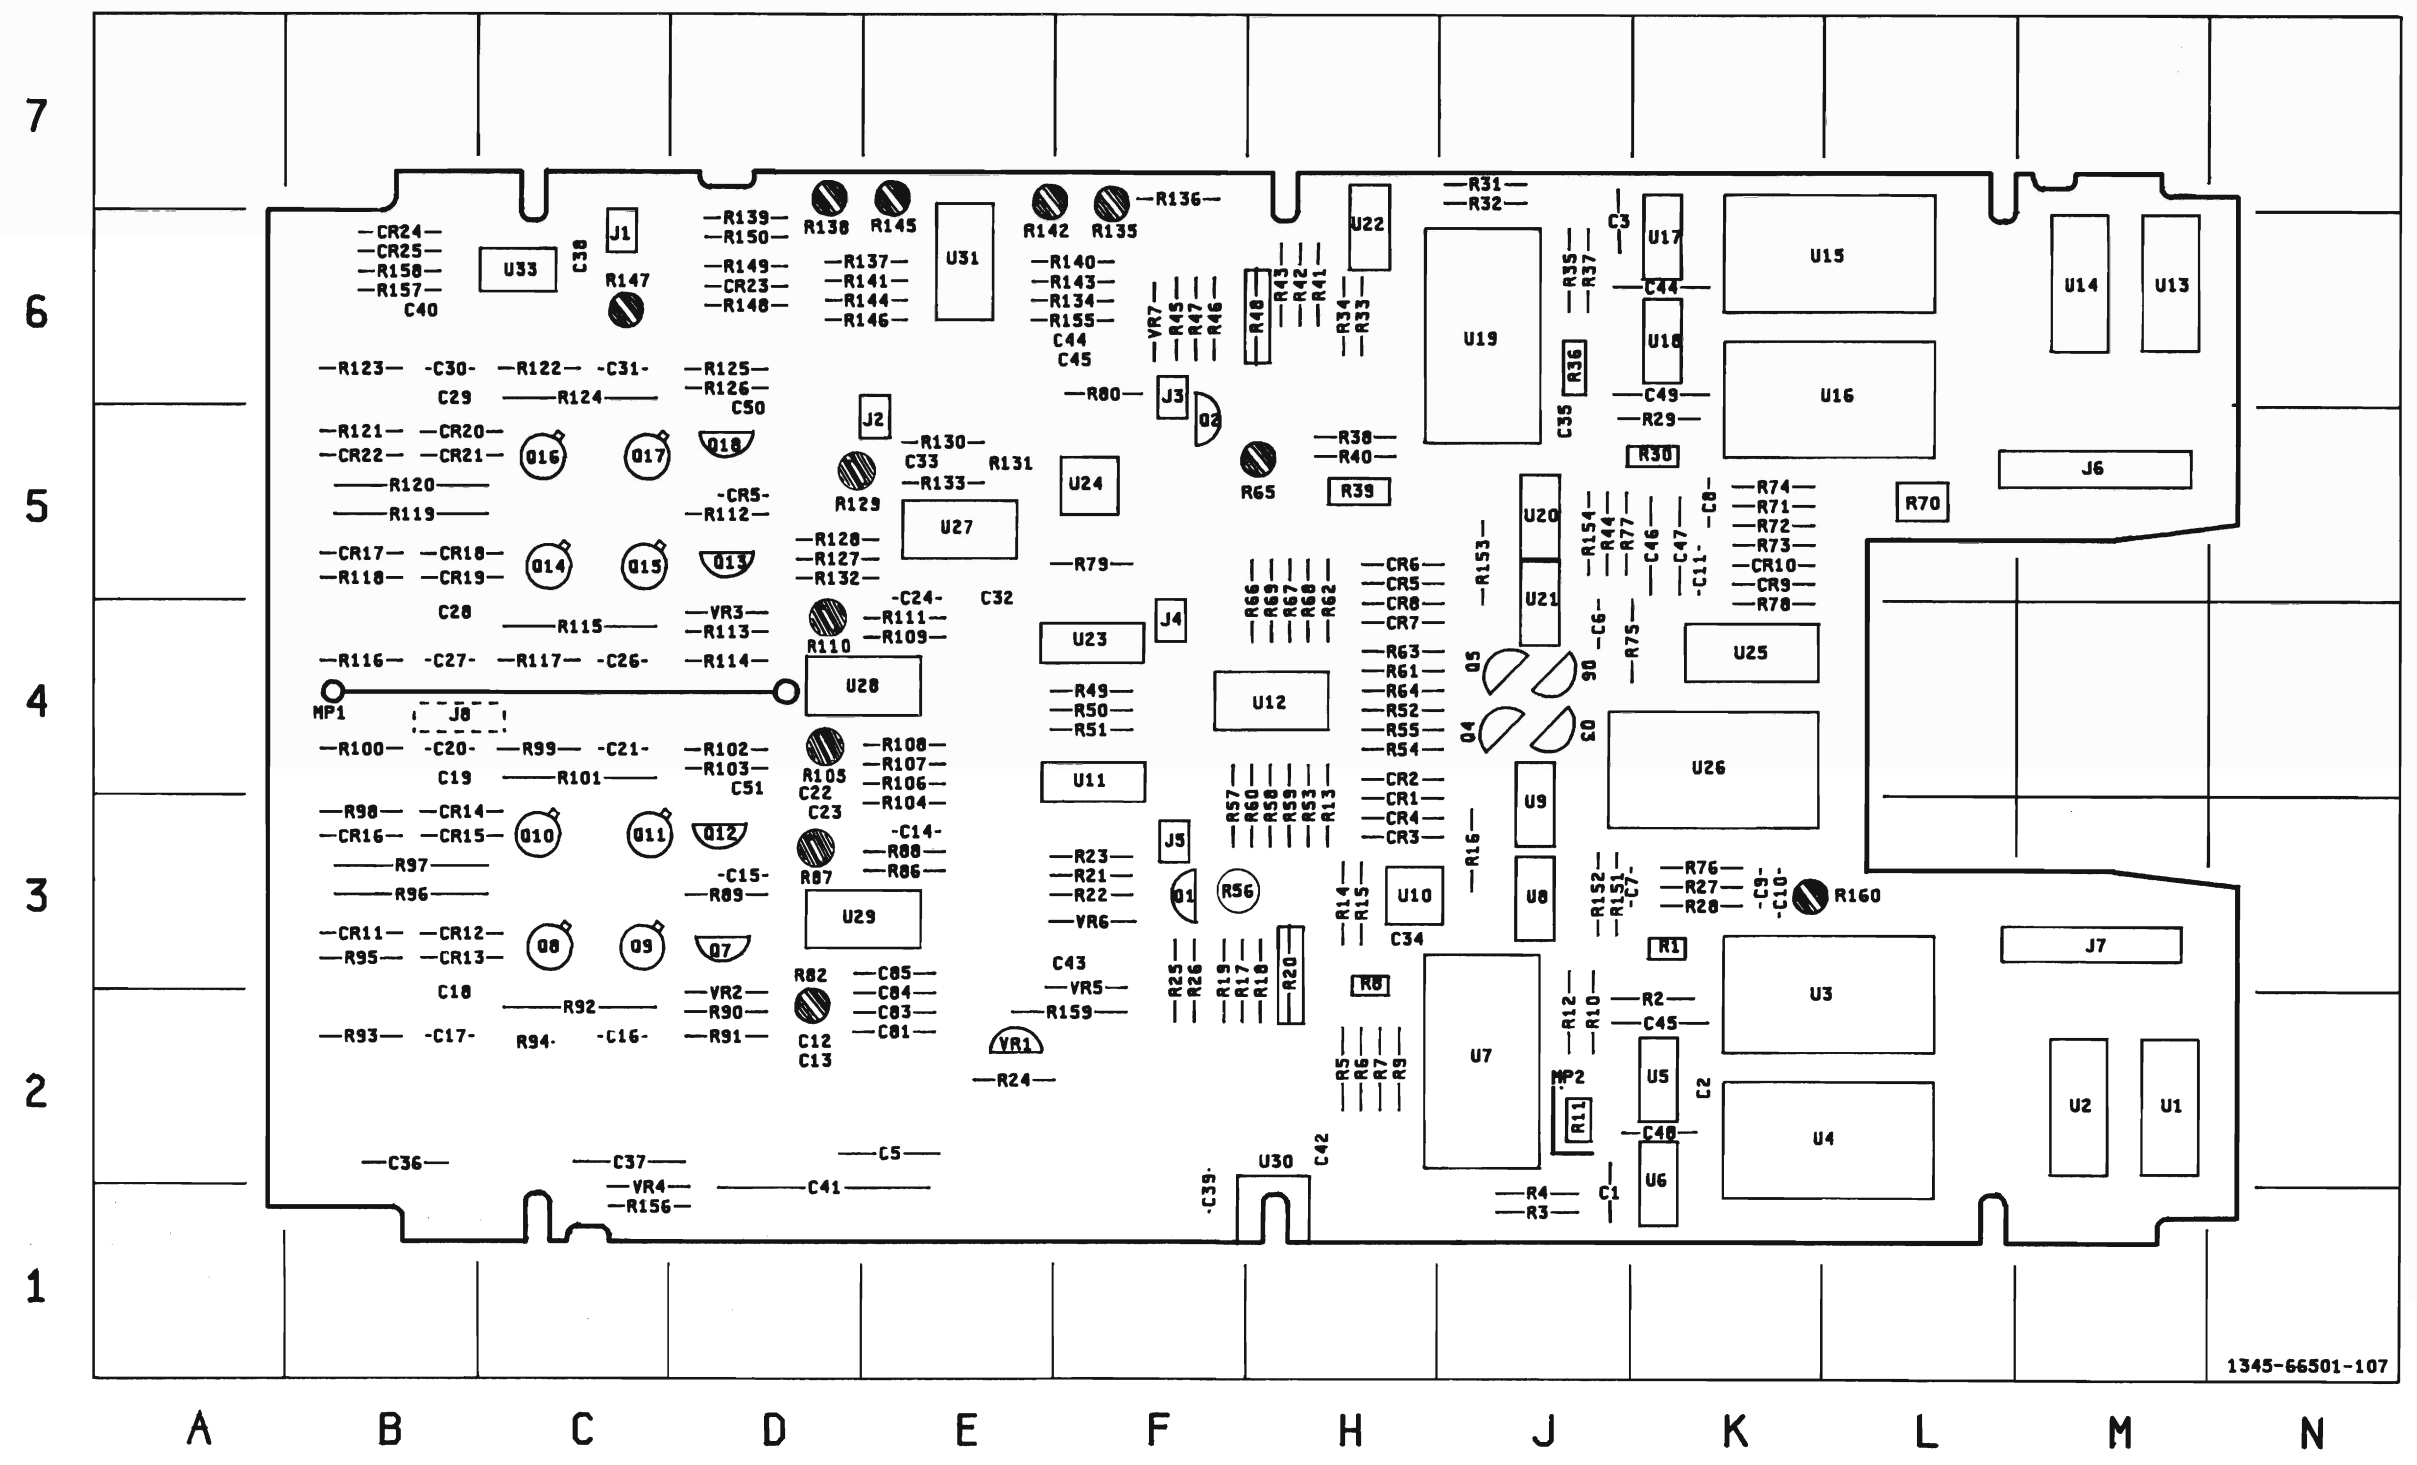 7
R31
R136
R32
R139
R138
R145
R142
R135
U22
C3
CR24
J1
R150
U17
CR25
C38
U33
R149
R137
U31
R140
R43
R42
R41
R35
R37
U15
R158
CR23
R141
R143
C44
U14
U13
R157
R147
R148
R144
R134
6
C40
R146
R155
VR7
R45
R47
R46
R48
R34
R33
C44
U19
U18
C45
R36
R123
C30
R122
C31
R125
R126
C29
R124
C50
R80
J3
C49
U16
J2
Q2
C35
R29
R121
CR20
Q16
Q17
Q18
R130
R38
CR22
CR21
C33
R131
R40
R30
J6
R120
R129
R133
U24
R65
R39
R74
C8
R70
CR5
R71
5
R119
R112
U27
U20
R154
R44
R77
C46
C47
R72
R128
R73
CR17
CR18
Q14
Q15
Q13
R127
R79
CR6
R153
C11
CR10
R118
CR19
R132
CR5
CR9
C24
C32
R66
R69
R67
R68
R62
CR8
U21
R78
C28
VR3
R111
J4
CR7
C6
R115
R113
R109
U23
R75
R110
R63
U25
R116
C27
R117
C26
R114
R61
Q5
Q6
U28
R49
U12
R64
4
MP1
J8
R50
R52
R51
R55
Q4
Q3
R100
C20
R99
C21
R102
R108
R54
C19
R101
R103
R105
R107
U11
CR2
U26
C51
C22
R106
CR1
U9
R98
CR14
C23
R104
R57
R60
R58
R59
R53
R13
CR4
CR16
CR15
Q10
Q11
Q12
C14
J5
CR3
R97
R87
R88
R23
R16
C15
R86
R21
R76
3
R96
R89
R22
Q1
R56
R14
R15
U10
U8
R152
R151
C7
R27
C9
C10
R160
U29
VR6
R28
CR11
CR12
Q8
Q9
Q7
C34
R1
J7
R95
CR13
R82
C85
C43
R25
R26
R19
R17
R18
R20
C18
VR2
C84
VR5
R8
U3
R92
R90
C83
R159
R12
R10
R2
R93
C17
R94
C16
R91
C12
C81
VR1
C45
C13
R5
R6
R7
R9
U7
2
R24
MP2
U5
C2
R11
U2
U1
C48
U4
C36
C37
C5
U30
C42
VR4
C41
C39
U6
R156
R4
C1
R3
1
1345-66501-107
A
B
C
D
E
F
H
J
K
L
M
N